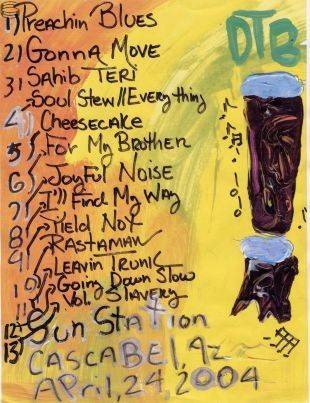 DTB
1) Preachin Blues
2) Gonna Move
3) Sahib TERI
Soul Stew//Everything
4) Cheesecake
5 For My Brother
6 Joyful Noise
7 I'll Find My Way
8 Yield Not
9 RASTAMAN
Leavin Trunk
10 Going Down Slow
11 Vol. Slavery
12 Sun Station
13)
CASCABEl, Az
April, 24, 2004